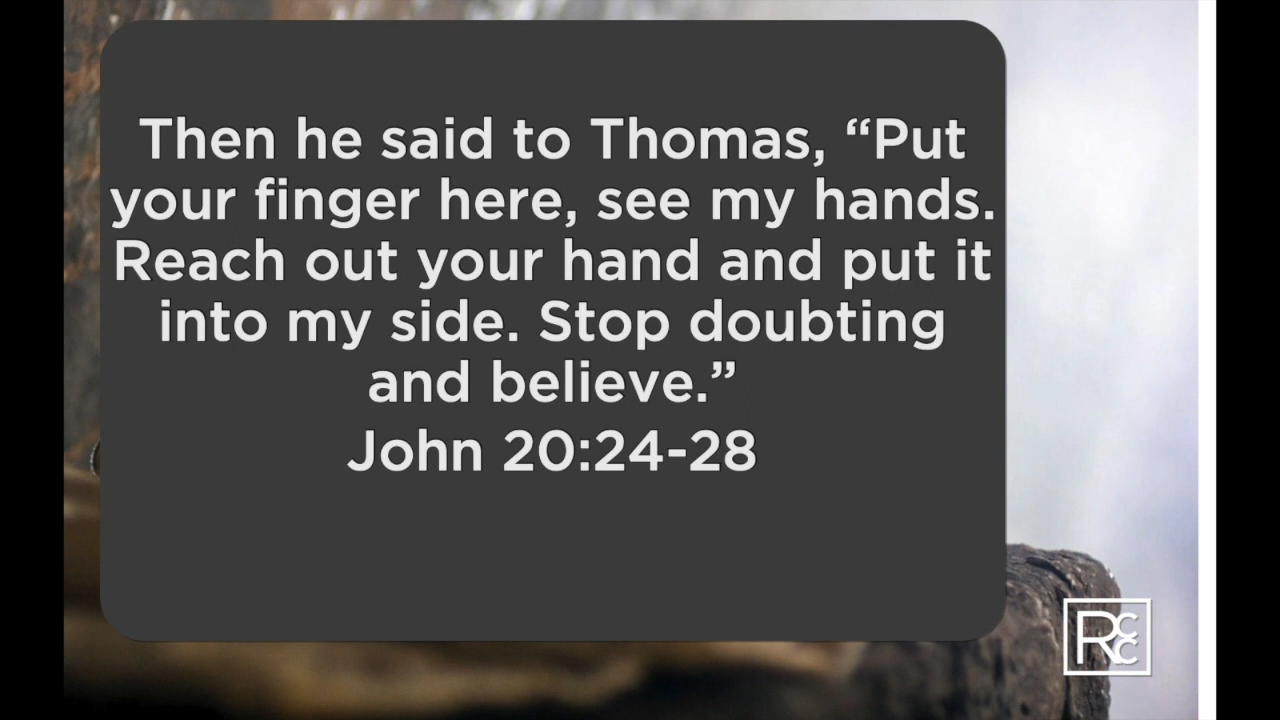 Then he said to Thomas, “Put
your finger here, see my hands.
Reach out your hand and put it
into my side. Stop doubting
and believe.”
John 20:24-28
RCC